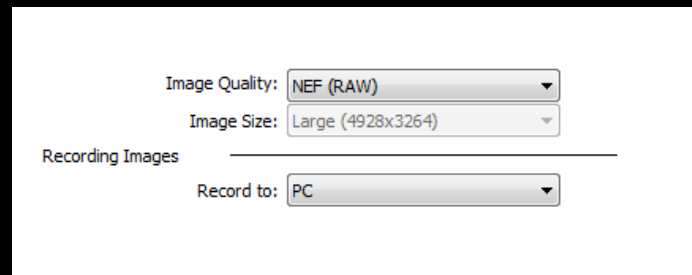 Image Quality: NEF (RAW)
Image Size: Large (4928x3264)
Recording Images
Record to: PC